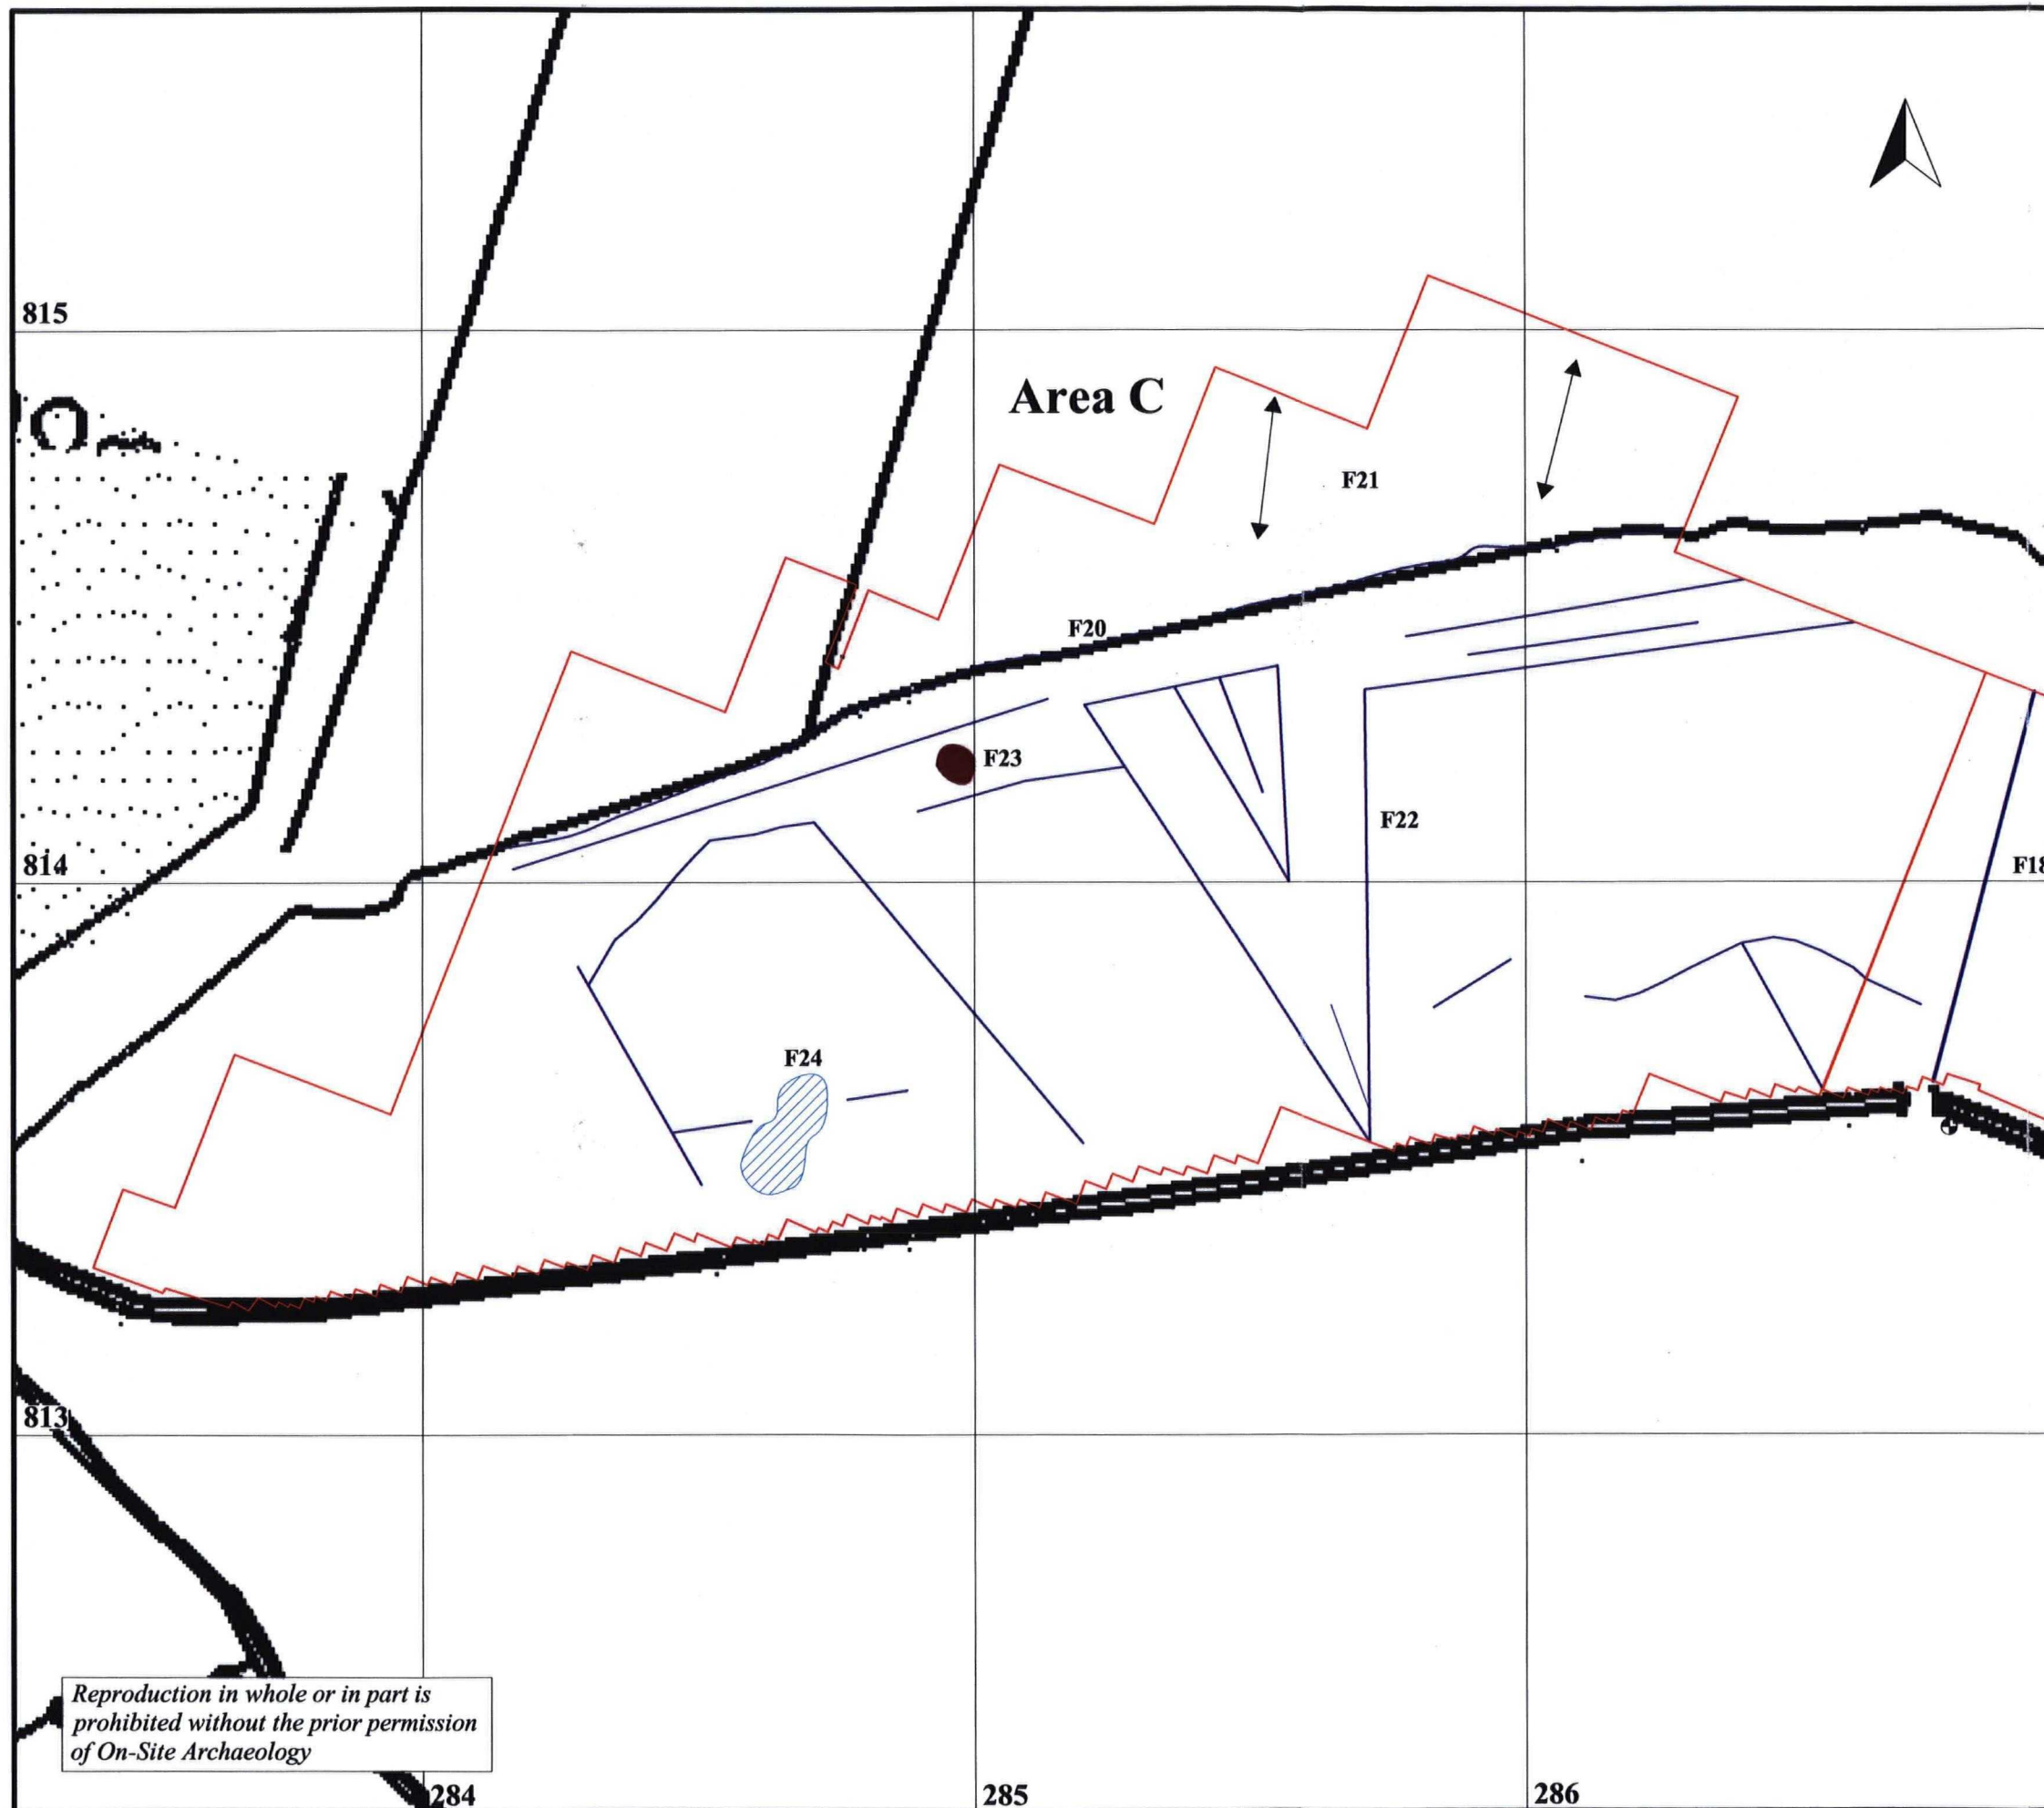 815
Area C
F21
F20
F23
F22
814
F24
813
Reproduction in whole or in part is
prohibited without the prior permission
of On-Site Archaeology
284
285
286